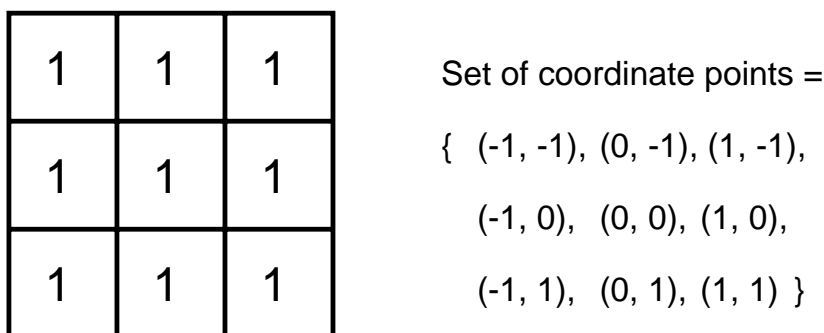 1 1 1
1 1 1
1 1 1
Set of coordinate points =
{ (-1, -1), (0, -1), (1, -1),
(-1, 0), (0, 0), (1, 0),
(-1, 1), (0, 1), (1, 1) }